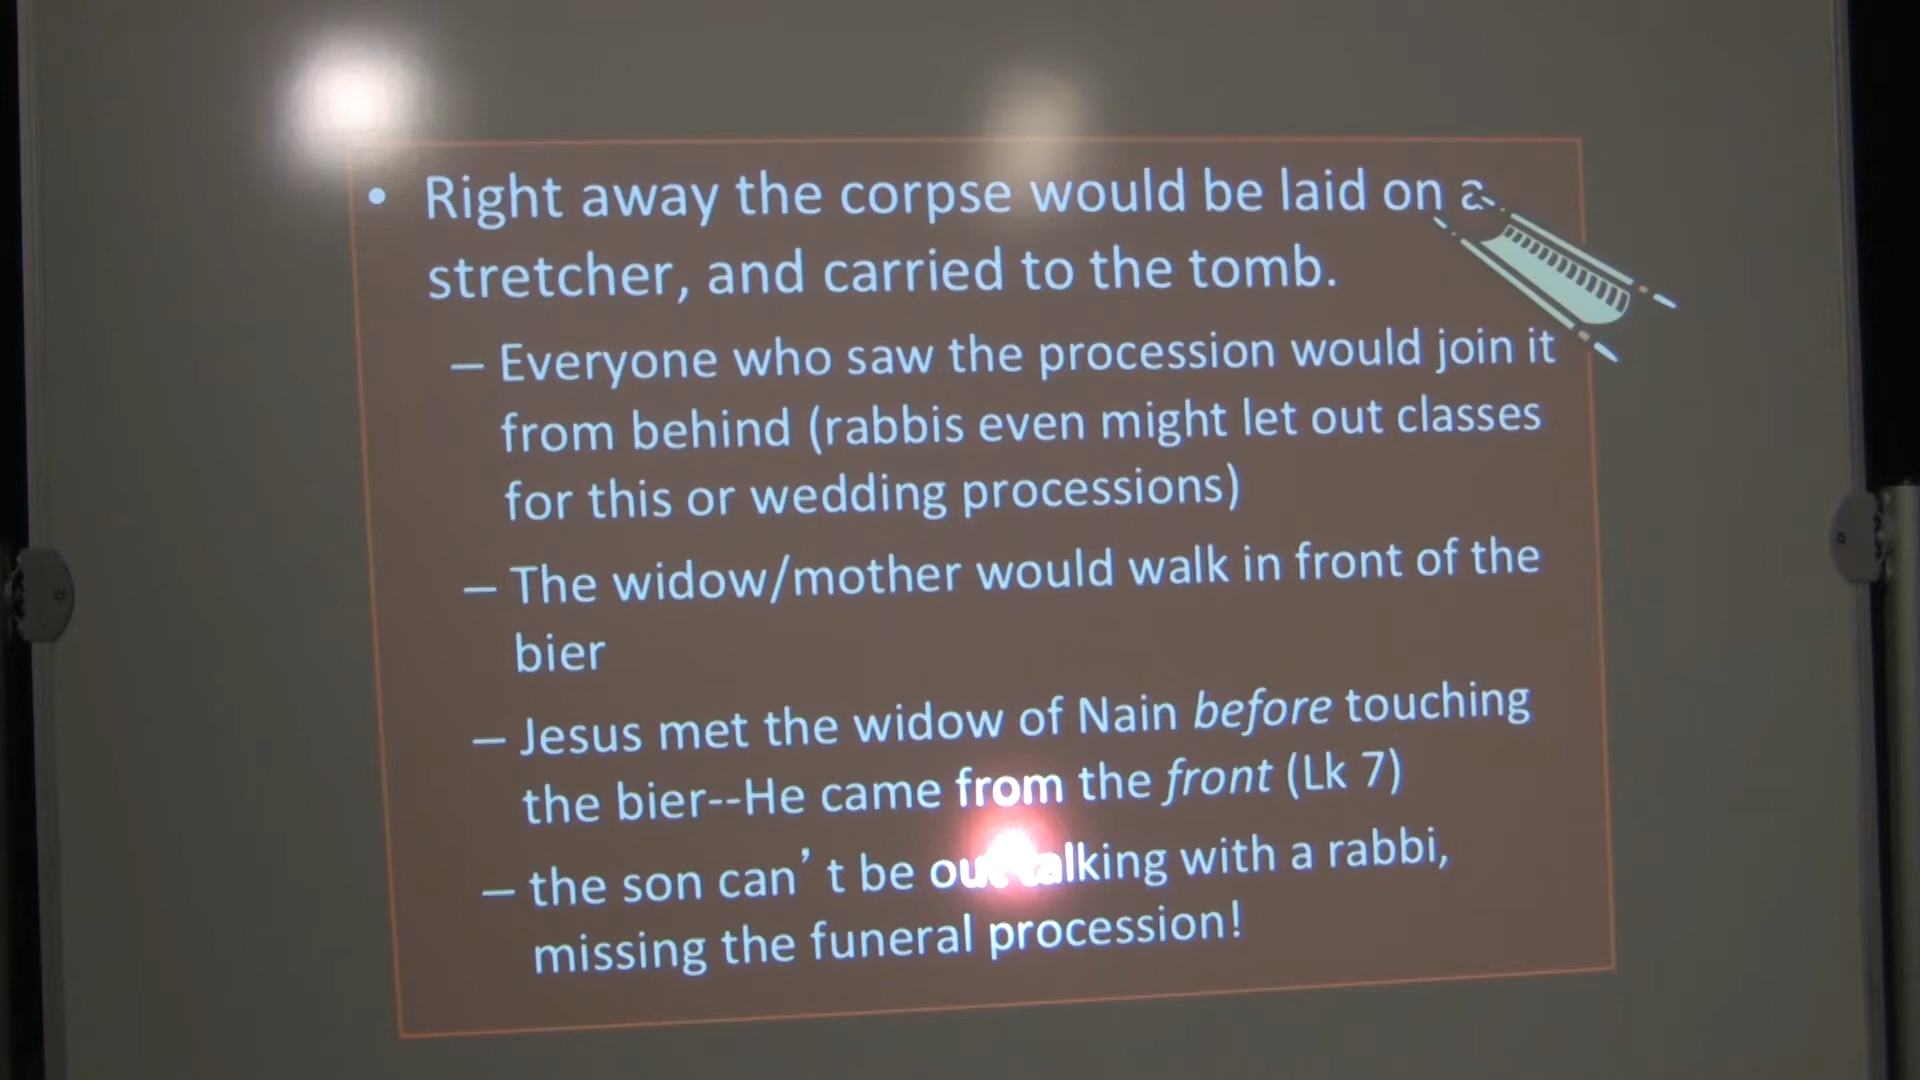 • Right away the corpse would be laid on a
stretcher, and carried to the tomb.
– Everyone who saw the procession would join it
from behind (rabbis even might let out classes
for this or wedding processions)
– The widow/mother would walk in front of the
bier
– Jesus met the widow of Nain before touching
the bier--He came from the front (Lk 7)
– the son can’t be out talking with a rabbi,
missing the funeral procession!